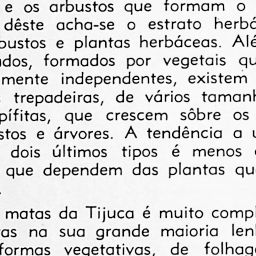 e os arbustos que formam o
dêste acha-se o estrato herbá
bustos e plantas herbáceas. Alé
dos, formados por vegetais qu
mente independentes, existem
trepadeiras, de vários taman
pífitas, que crescem sôbre os
stos e árvores. A tendência a u
dois últimos tipos é menos
que dependem das plantas qu
matas da Tijuca é muito compl
as na sua grande maioria len
formas vegetativas, de folhag